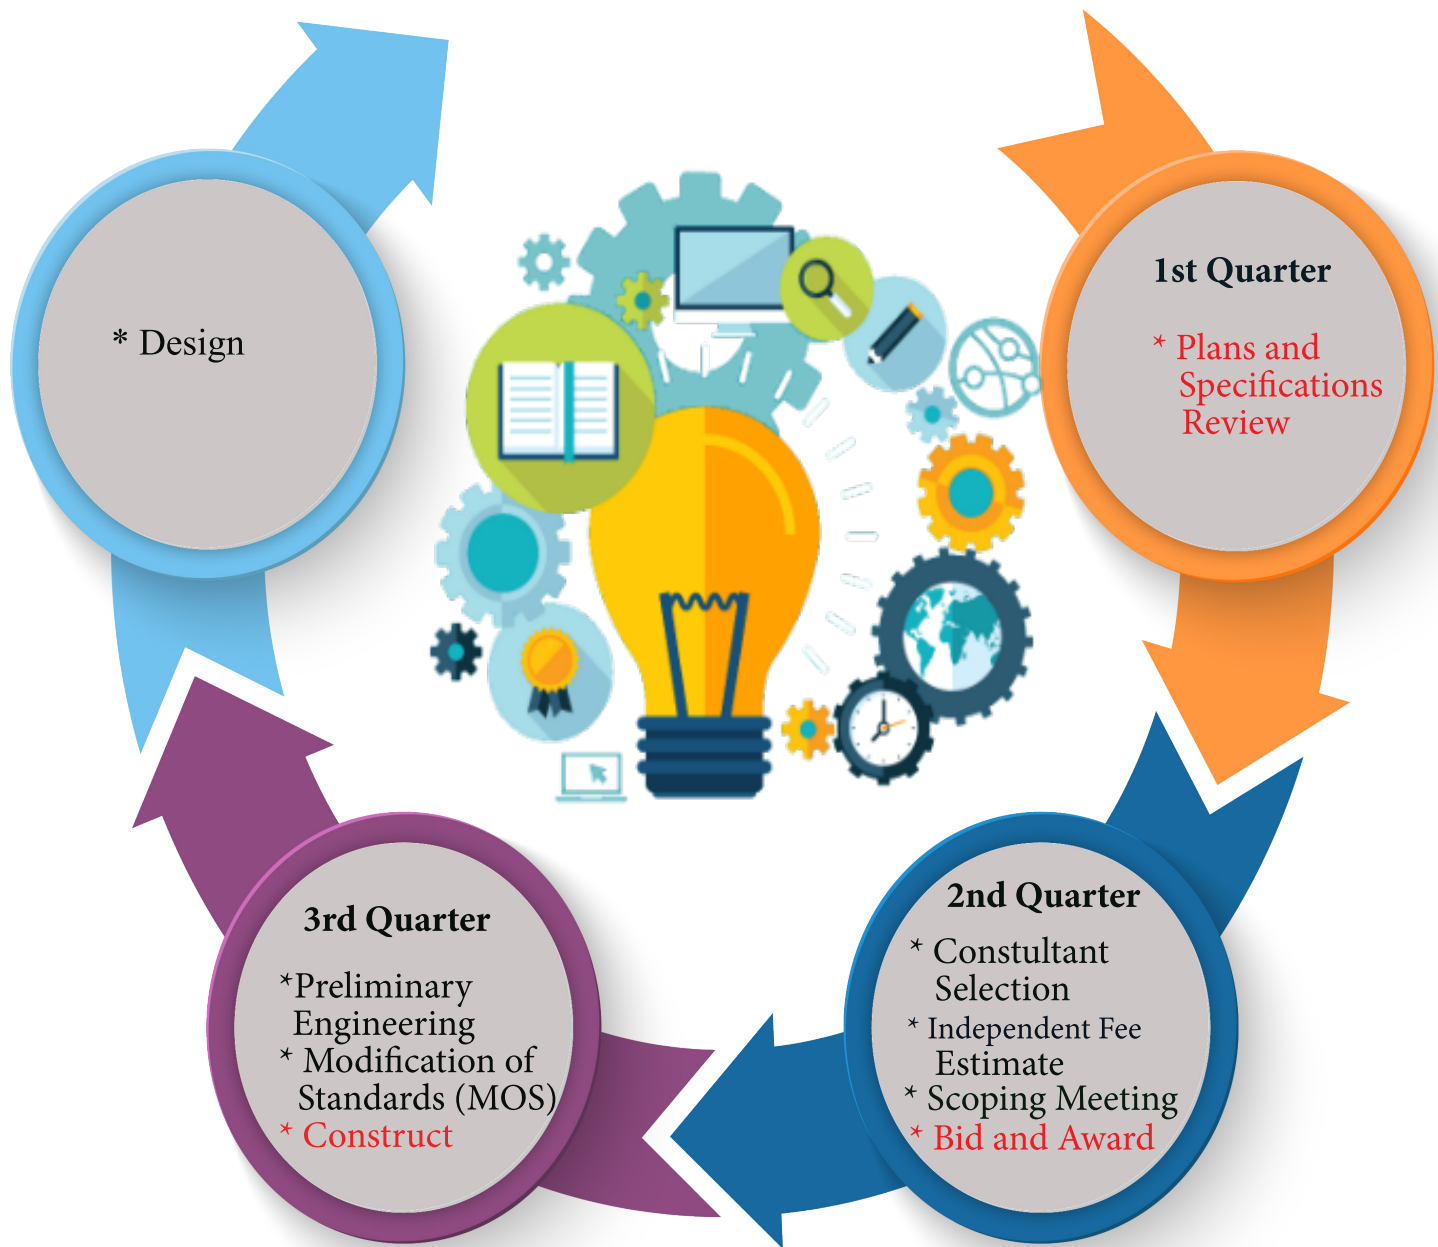 * Design
1st Quarter
* Plans and
Specifications
Review
2nd Quarter
* Constultant
Selection
* Independent Fee
Estimate
* Scoping Meeting
* Bid and Award
3rd Quarter
*Preliminary
Engineering
* Modification of
Standards (MOS)
* Construct